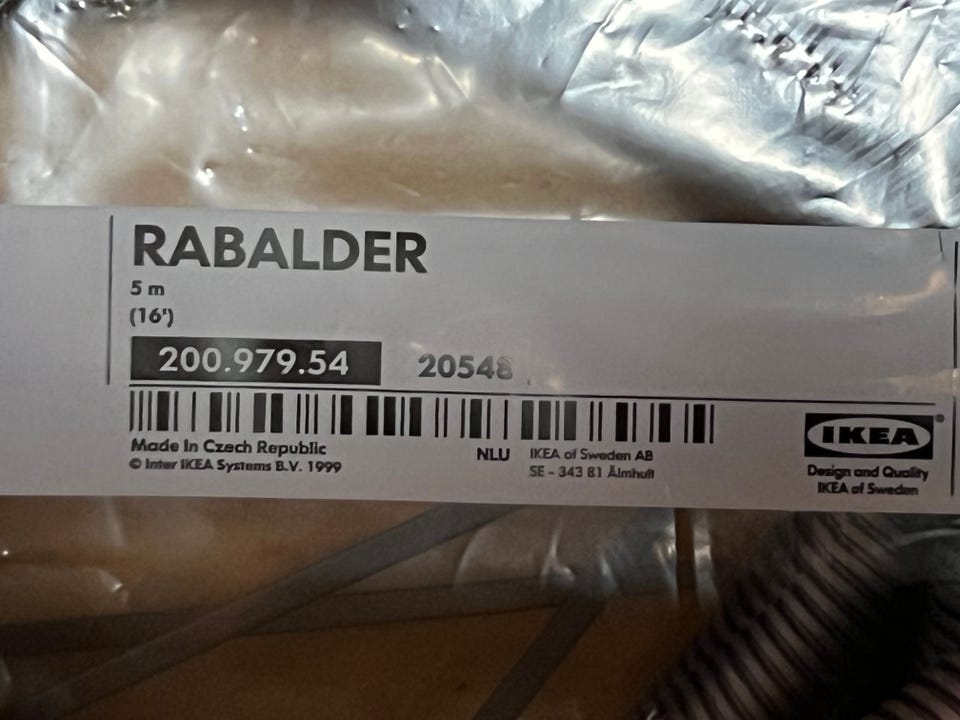 RABALDER
5 m
(16')
200.979.54 20548
Made in Czech Republic
© Inter IKEA Systems B.V. 1999
NLU
IKEA of Sweden AB
SE - 343 81 Älmhult
IKEA®
Design and Quality
IKEA of Sweden